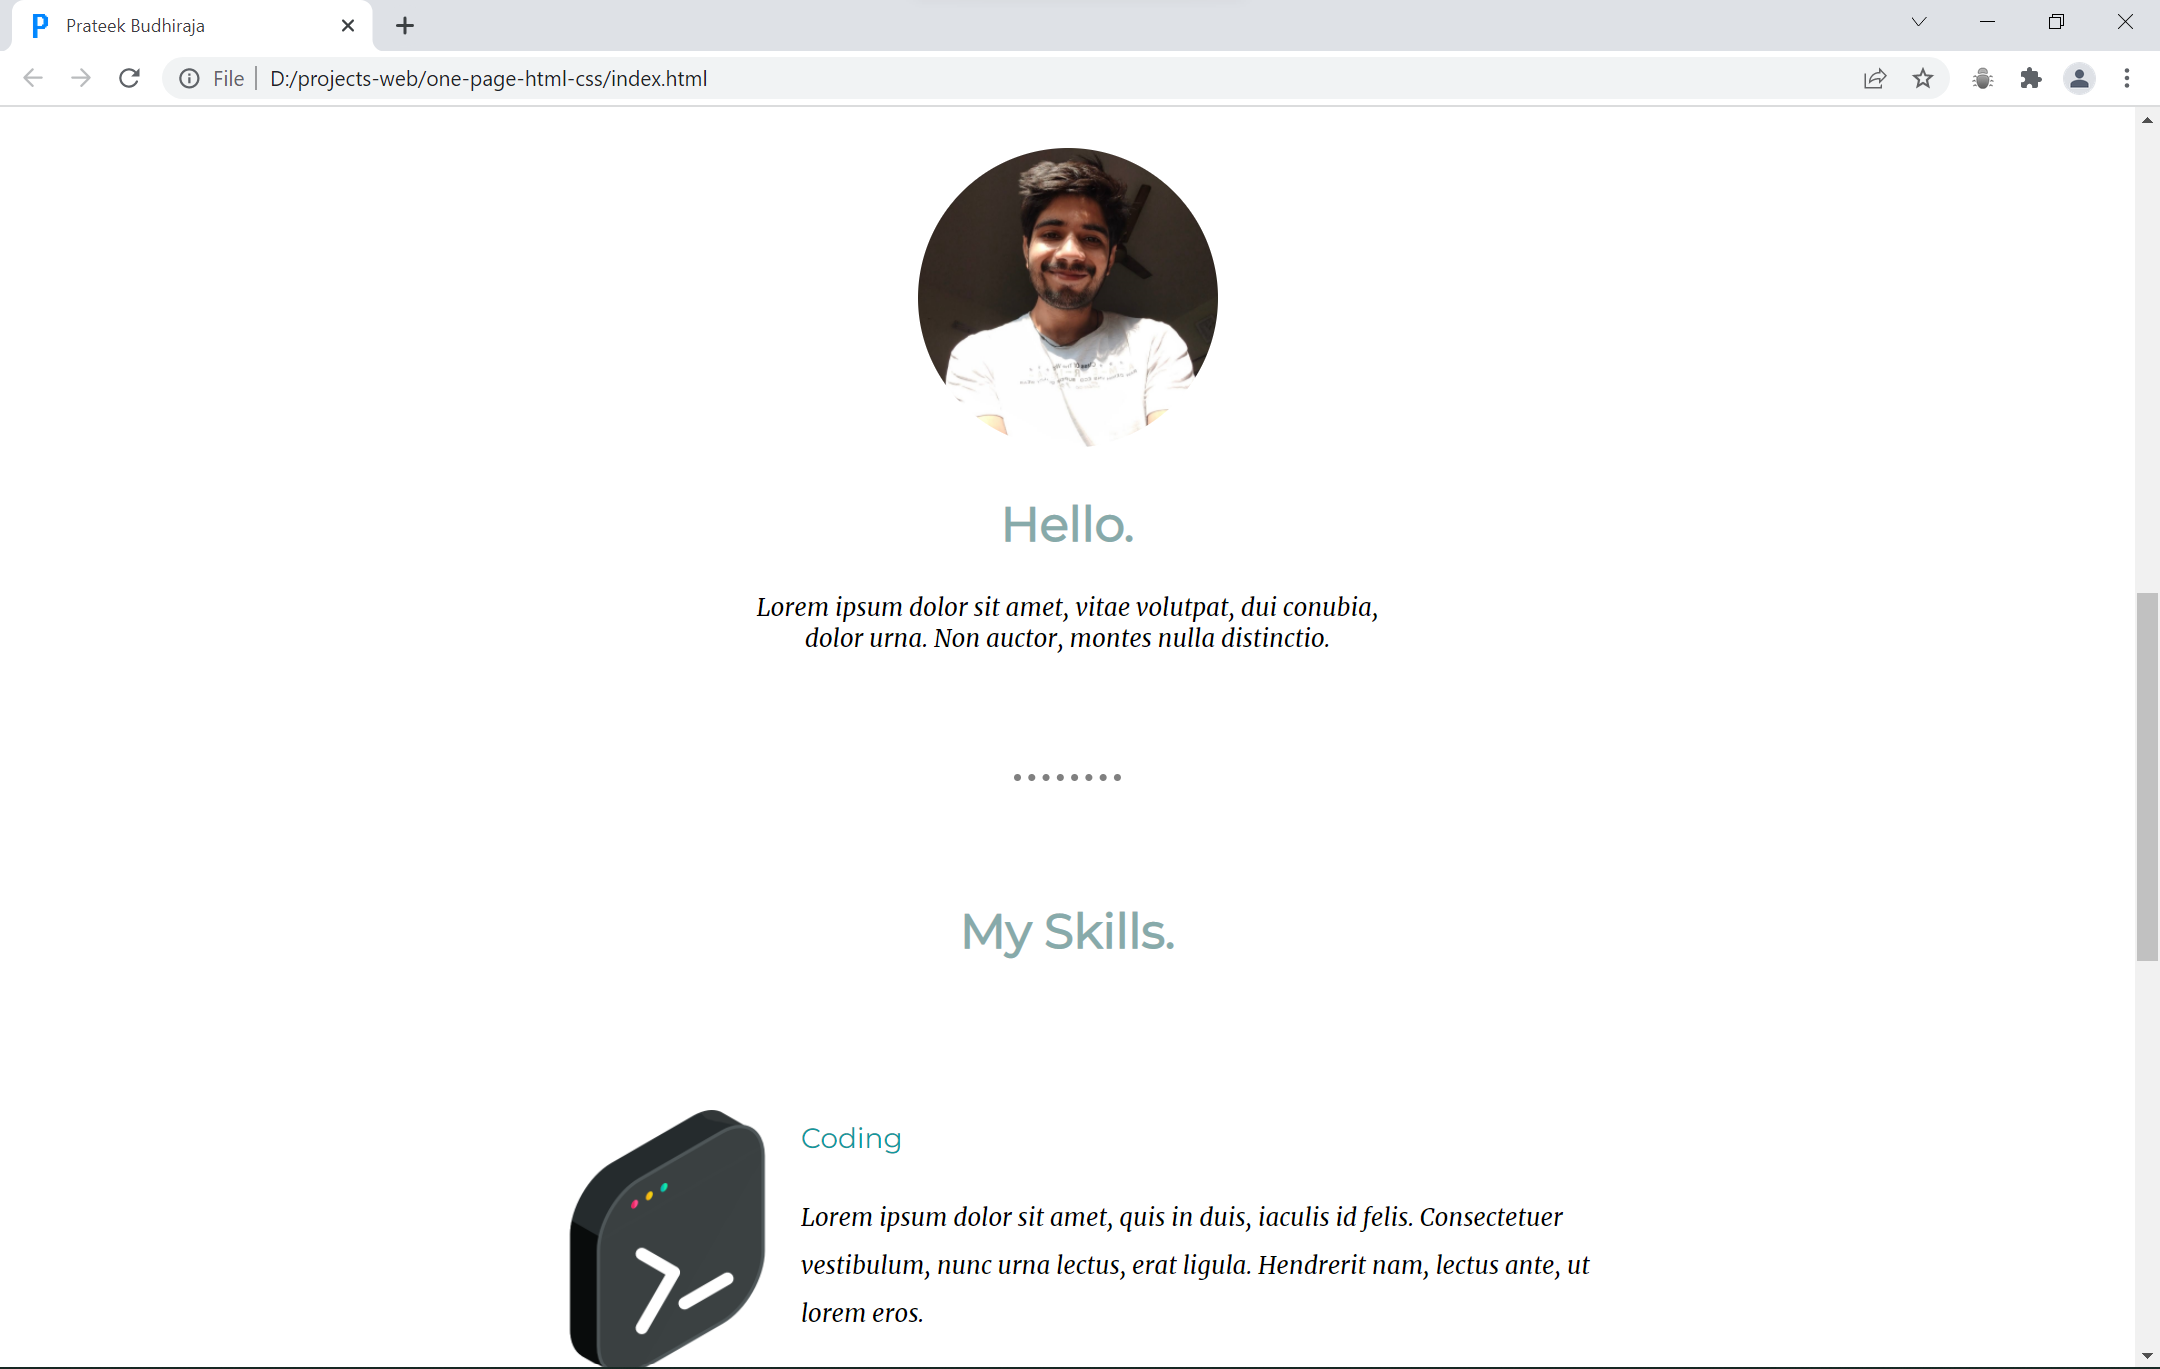 Prateek Budhiraja
File
D:/projects-web/one-page-html-css/index.html
Hello.
Lorem ipsum dolor sit amet, vitae volutpat, dui conubia,
dolor urna. Non auctor, montes nulla distinctio.
My Skills.
Coding
Lorem ipsum dolor sit amet, quis in duis, iaculis id felis. Consectetuer
vestibulum, nunc urna lectus, erat ligula. Hendrerit nam, lectus ante, ut
lorem eros.